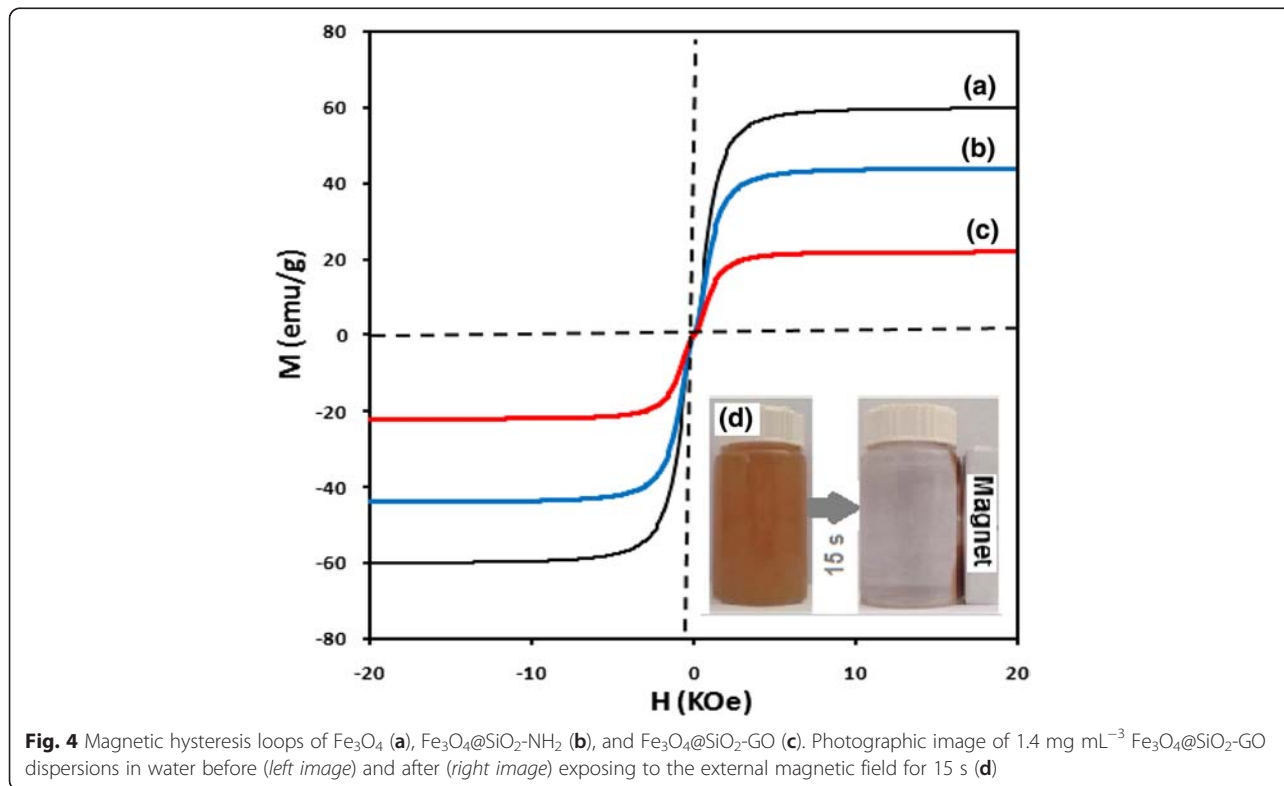 80
60
40
20
0
-20
-40
-60
-80
M (emu/g)
(a)
(b)
(c)
(d)
15 s
Magnet
-20
-10
0
10
20
H (KOe)
Fig. 4 Magnetic hysteresis loops of Fe₃O₄ (a), Fe₃O₄@SiO₂-NH₂ (b), and Fe₃O₄@SiO₂-GO (c). Photographic image of 1.4 mg mL⁻³ Fe₃O₄@SiO₂-GO
dispersions in water before (left image) and after (right image) exposing to the external magnetic field for 15 s (d)